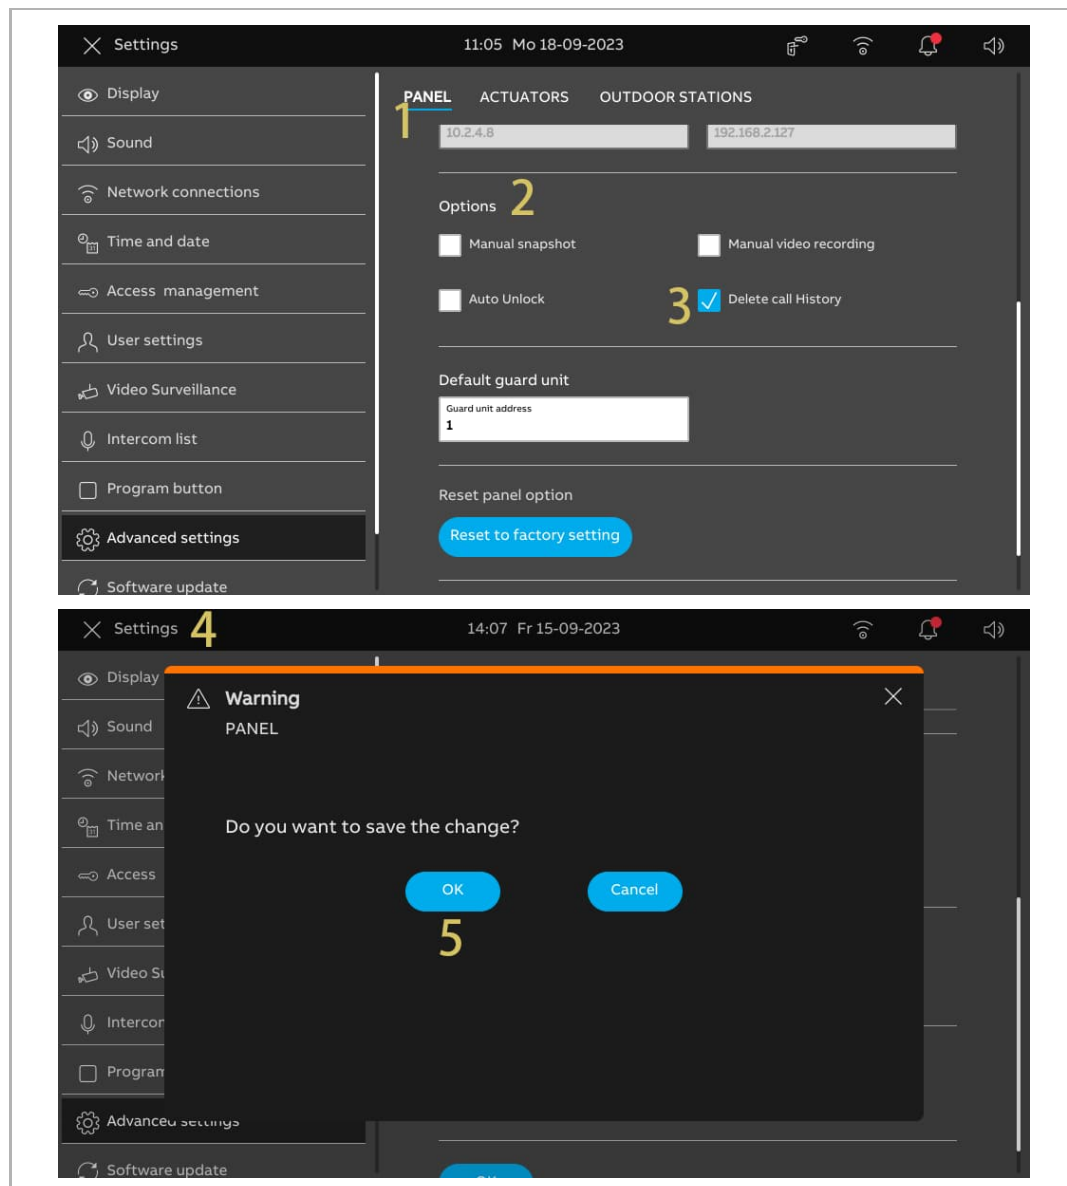 Settings
11:05 Mo 18-09-2023
Display
Sound
Network connections
Time and date
Access management
User settings
Video Surveillance
Intercom list
Program button
Advanced settings
Software update
PANEL ACTUATORS OUTDOOR STATIONS
1
10.2.4.8 192.168.2.127
Options 2
Manual snapshot Manual video recording
Auto Unlock 3 Delete call History
Default guard unit
Guard unit address
1
Reset panel option
Reset to factory setting
Settings 4
14:07 Fr 15-09-2023
Display
Sound
Network
Time an
Access
User set
Video Su
Intercor
Program
Advanced settings
Software update
Warning
PANEL
Do you want to save the change?
OK Cancel
5